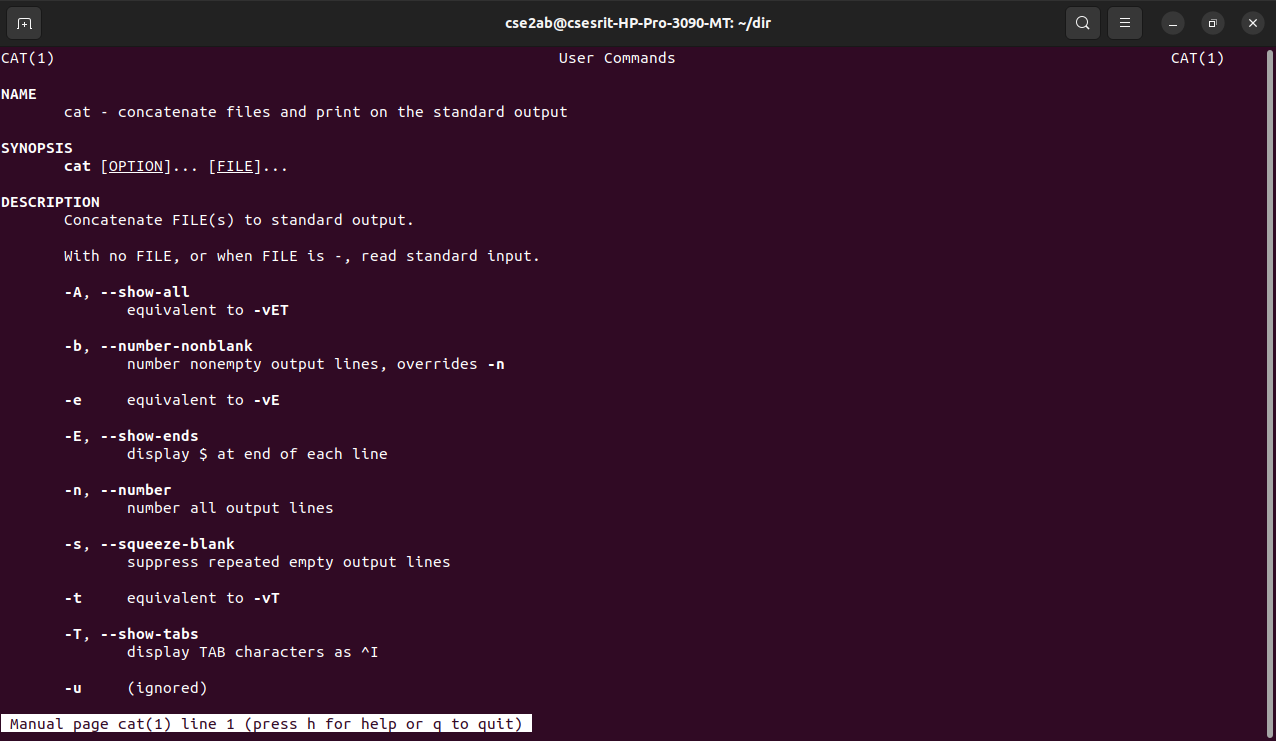 cse2ab@csesrit-HP-Pro-3090-MT: ~/dir
CAT(1) User Commands CAT(1)
NAME
cat - concatenate files and print on the standard output
SYNOPSIS
cat [OPTION]... [FILE]...
DESCRIPTION
Concatenate FILE(s) to standard output.
With no FILE, or when FILE is -, read standard input.
-A, --show-all
equivalent to -vET
-b, --number-nonblank
number nonempty output lines, overrides -n
-e equivalent to -vE
-E, --show-ends
display $ at end of each line
-n, --number
number all output lines
-s, --squeeze-blank
suppress repeated empty output lines
-t equivalent to -vT
-T, --show-tabs
display TAB characters as ^I
-u (ignored)
Manual page cat(1) line 1 (press h for help or q to quit)